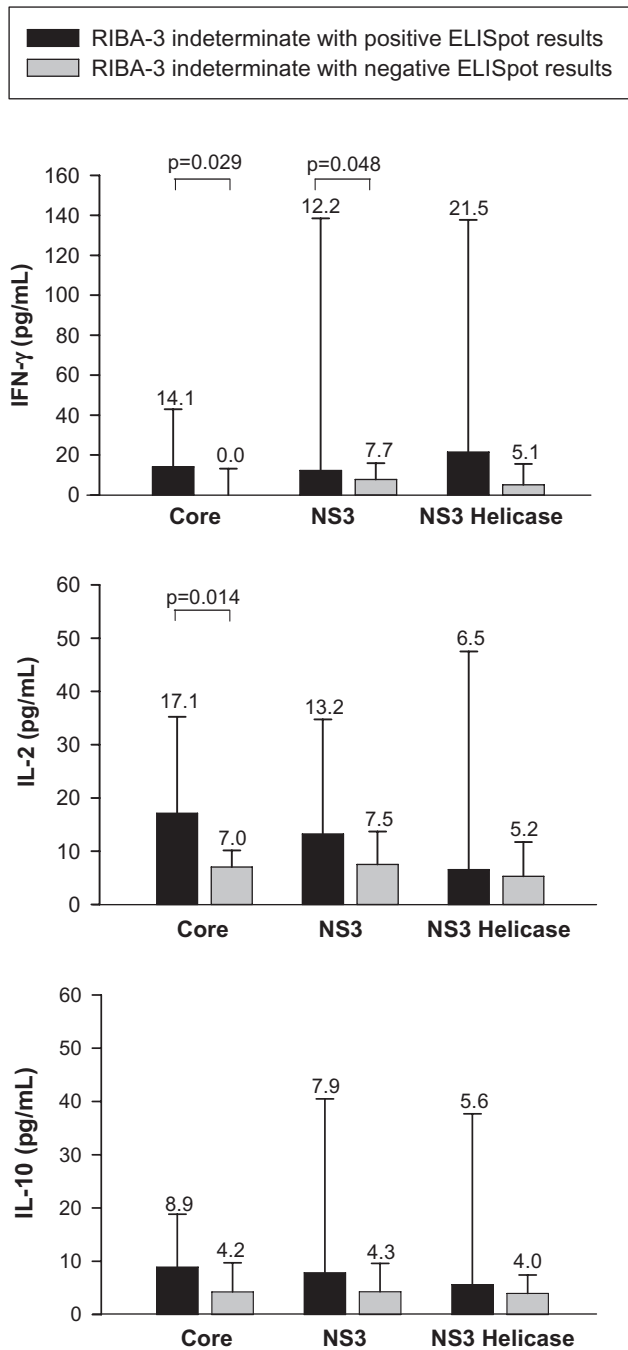 RIBA-3 indeterminate with positive ELISpot results
RIBA-3 indeterminate with negative ELISpot results
p=0.029
p=0.048
160
140
120
100
80
60
40
20
0
IFN-γ (pg/mL)
14.1
0.0
12.2
7.7
21.5
5.1
Core
NS3
NS3 Helicase
60
50
40
30
20
10
0
IL-2 (pg/mL)
p=0.014
17.1
7.0
13.2
7.5
6.5
5.2
Core
NS3
NS3 Helicase
60
50
40
30
20
10
0
IL-10 (pg/mL)
8.9
4.2
7.9
4.3
5.6
4.0
Core
NS3
NS3 Helicase